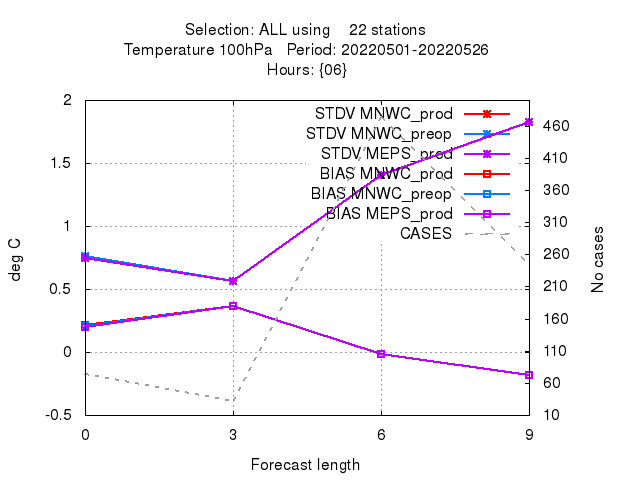 Selection: ALL using 22 stations
Temperature 100hPa Period: 20220501-20220526
Hours: {06}
2
1.5
1
0.5
0
-0.5
deg C
STDV MNWC_prod
STDV MNWC_preop
STDV MEPS_prod
BIAS MNWC_prod
BIAS MNWC_preop
BIAS MEPS_prod
CASES
460
410
360
310
260
210
160
110
60
10
No cases
0 3 6 9
Forecast length